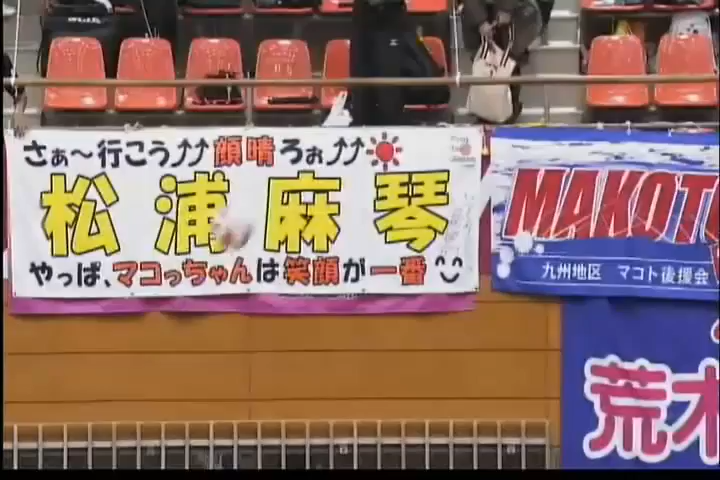 さぁ～行こう⤴⤴顔晴ろぉ⤴⤴
松浦麻琴
やっぱ、マコっちゃんは笑顔が一番
MAKOT
九州地区 マコト後援会
荒木